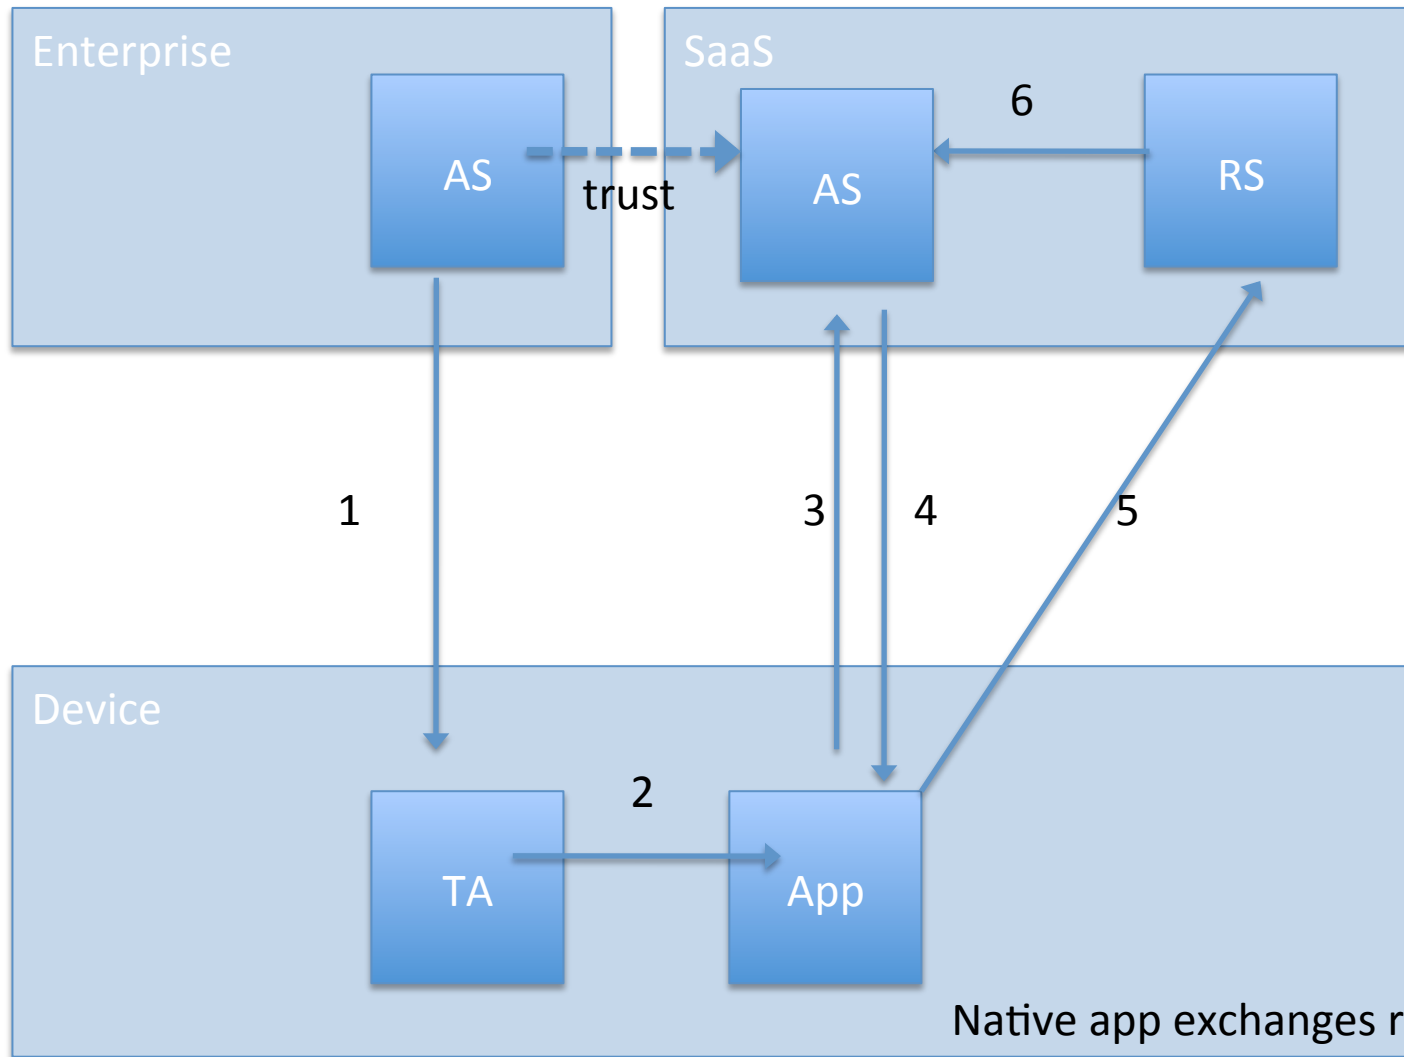 Enterprise
SaaS
AS
trust
AS
6
RS
1
3
4
5
Device
2
TA
App
Native app exchanges r